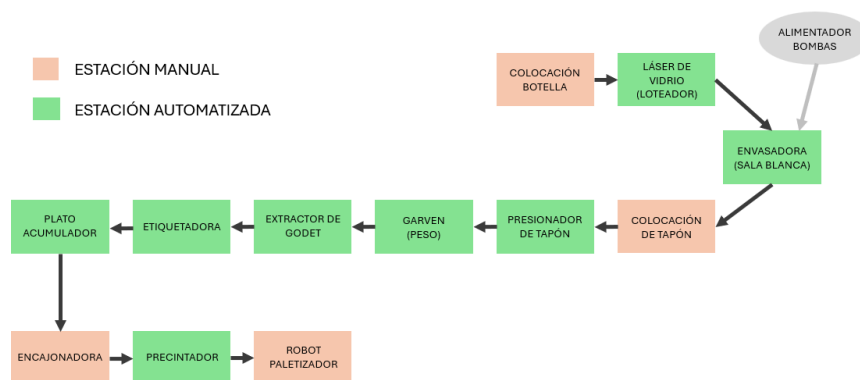 ALIMENTADOR
BOMBAS
ESTACIÓN MANUAL
ESTACIÓN AUTOMATIZADA
COLOCACIÓN
BOTELLA
LÁSER DE
VIDRIO
(LOTEADOR)
ENVASADORA
(SALA BLANCA)
COLOCACIÓN
DE TAPÓN
PRESIONADOR
DE TAPÓN
GARVEN
(PESO)
EXTRACTOR DE
GODET
ETIQUETADORA
PLATO
ACUMULADOR
ENCAJONADORA
PRECINTADOR
ROBOT
PALETIZADOR